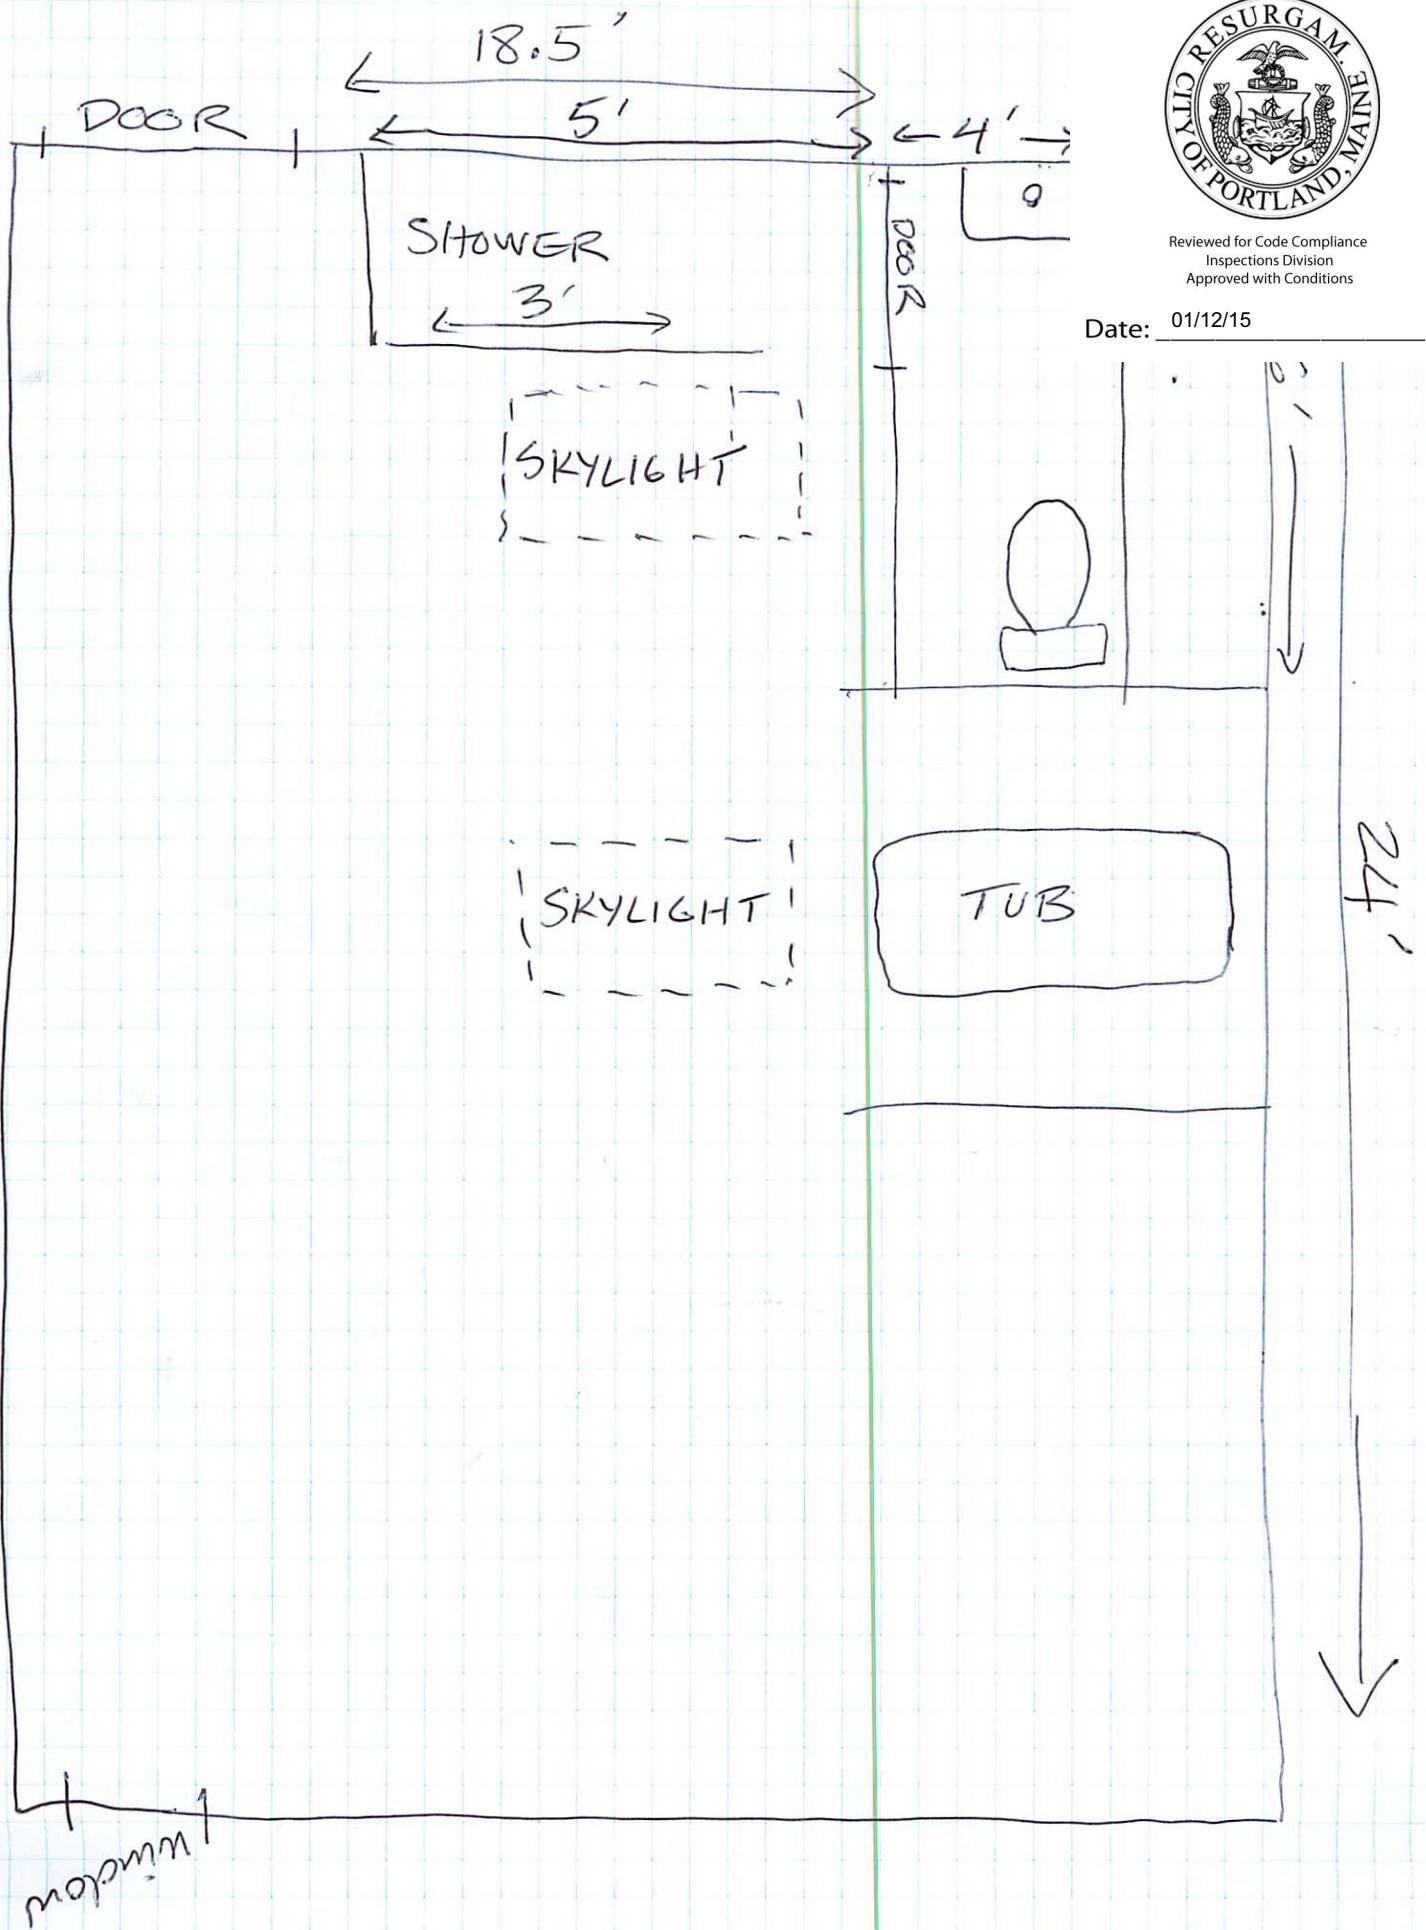 18.5'
DOOR
5'
4'
SHOWER
3'
DOOR
SKYLIGHT
SKYLIGHT
TUB
24'
window
RESURGAM.
CITY OF PORTLAND, MAINE
Reviewed for Code Compliance
Inspections Division
Approved with Conditions
Date: 01/12/15